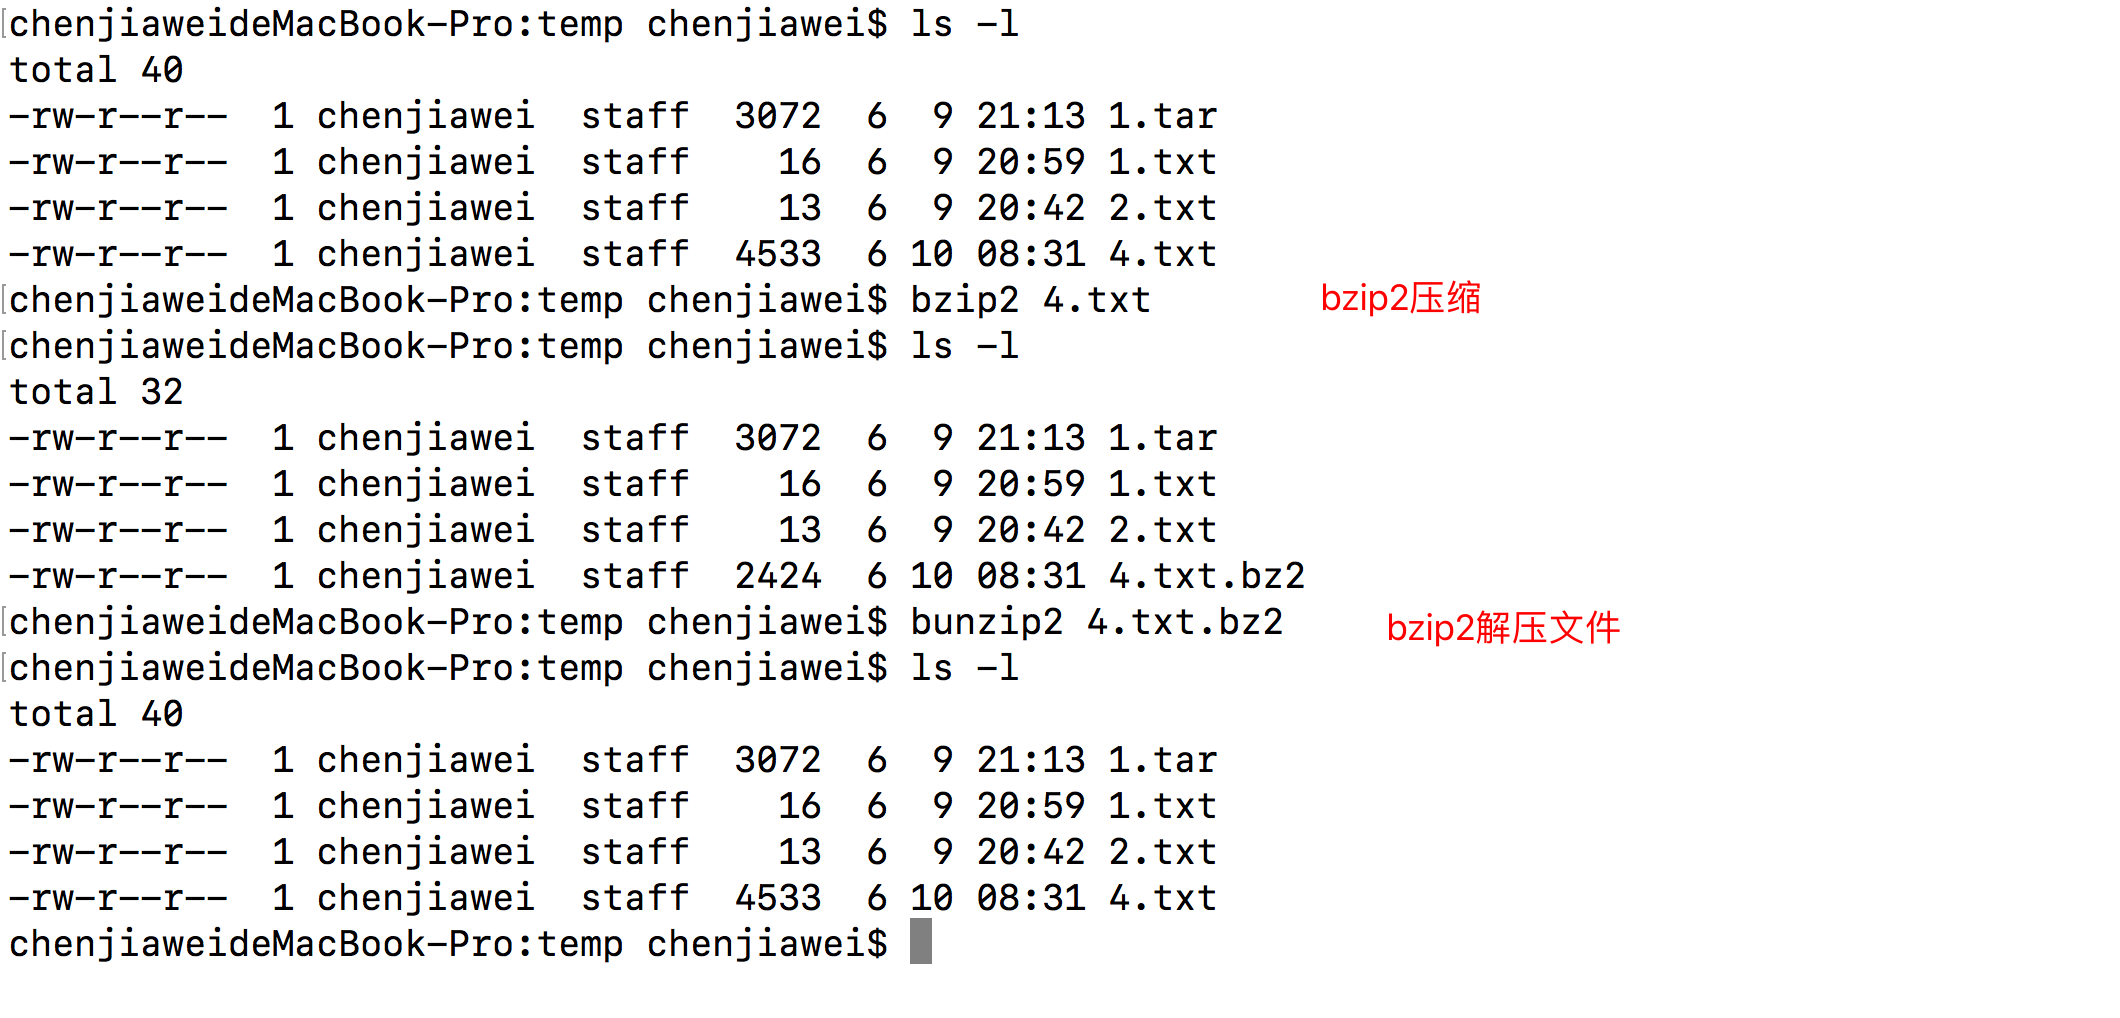 chenjiaweideMacBook-Pro:temp chenjiawei$ ls -l
total 40
-rw-r--r--  1 chenjiawei  staff  3072  6  9 21:13 1.tar
-rw-r--r--  1 chenjiawei  staff    16  6  9 20:59 1.txt
-rw-r--r--  1 chenjiawei  staff    13  6  9 20:42 2.txt
-rw-r--r--  1 chenjiawei  staff  4533  6 10 08:31 4.txt
chenjiaweideMacBook-Pro:temp chenjiawei$ bzip2 4.txt bzip2压缩
chenjiaweideMacBook-Pro:temp chenjiawei$ ls -l
total 32
-rw-r--r--  1 chenjiawei  staff  3072  6  9 21:13 1.tar
-rw-r--r--  1 chenjiawei  staff    16  6  9 20:59 1.txt
-rw-r--r--  1 chenjiawei  staff    13  6  9 20:42 2.txt
-rw-r--r--  1 chenjiawei  staff  2424  6 10 08:31 4.txt.bz2
chenjiaweideMacBook-Pro:temp chenjiawei$ bunzip2 4.txt.bz2 bzip2解压文件
chenjiaweideMacBook-Pro:temp chenjiawei$ ls -l
total 40
-rw-r--r--  1 chenjiawei  staff  3072  6  9 21:13 1.tar
-rw-r--r--  1 chenjiawei  staff    16  6  9 20:59 1.txt
-rw-r--r--  1 chenjiawei  staff    13  6  9 20:42 2.txt
-rw-r--r--  1 chenjiawei  staff  4533  6 10 08:31 4.txt
chenjiaweideMacBook-Pro:temp chenjiawei$